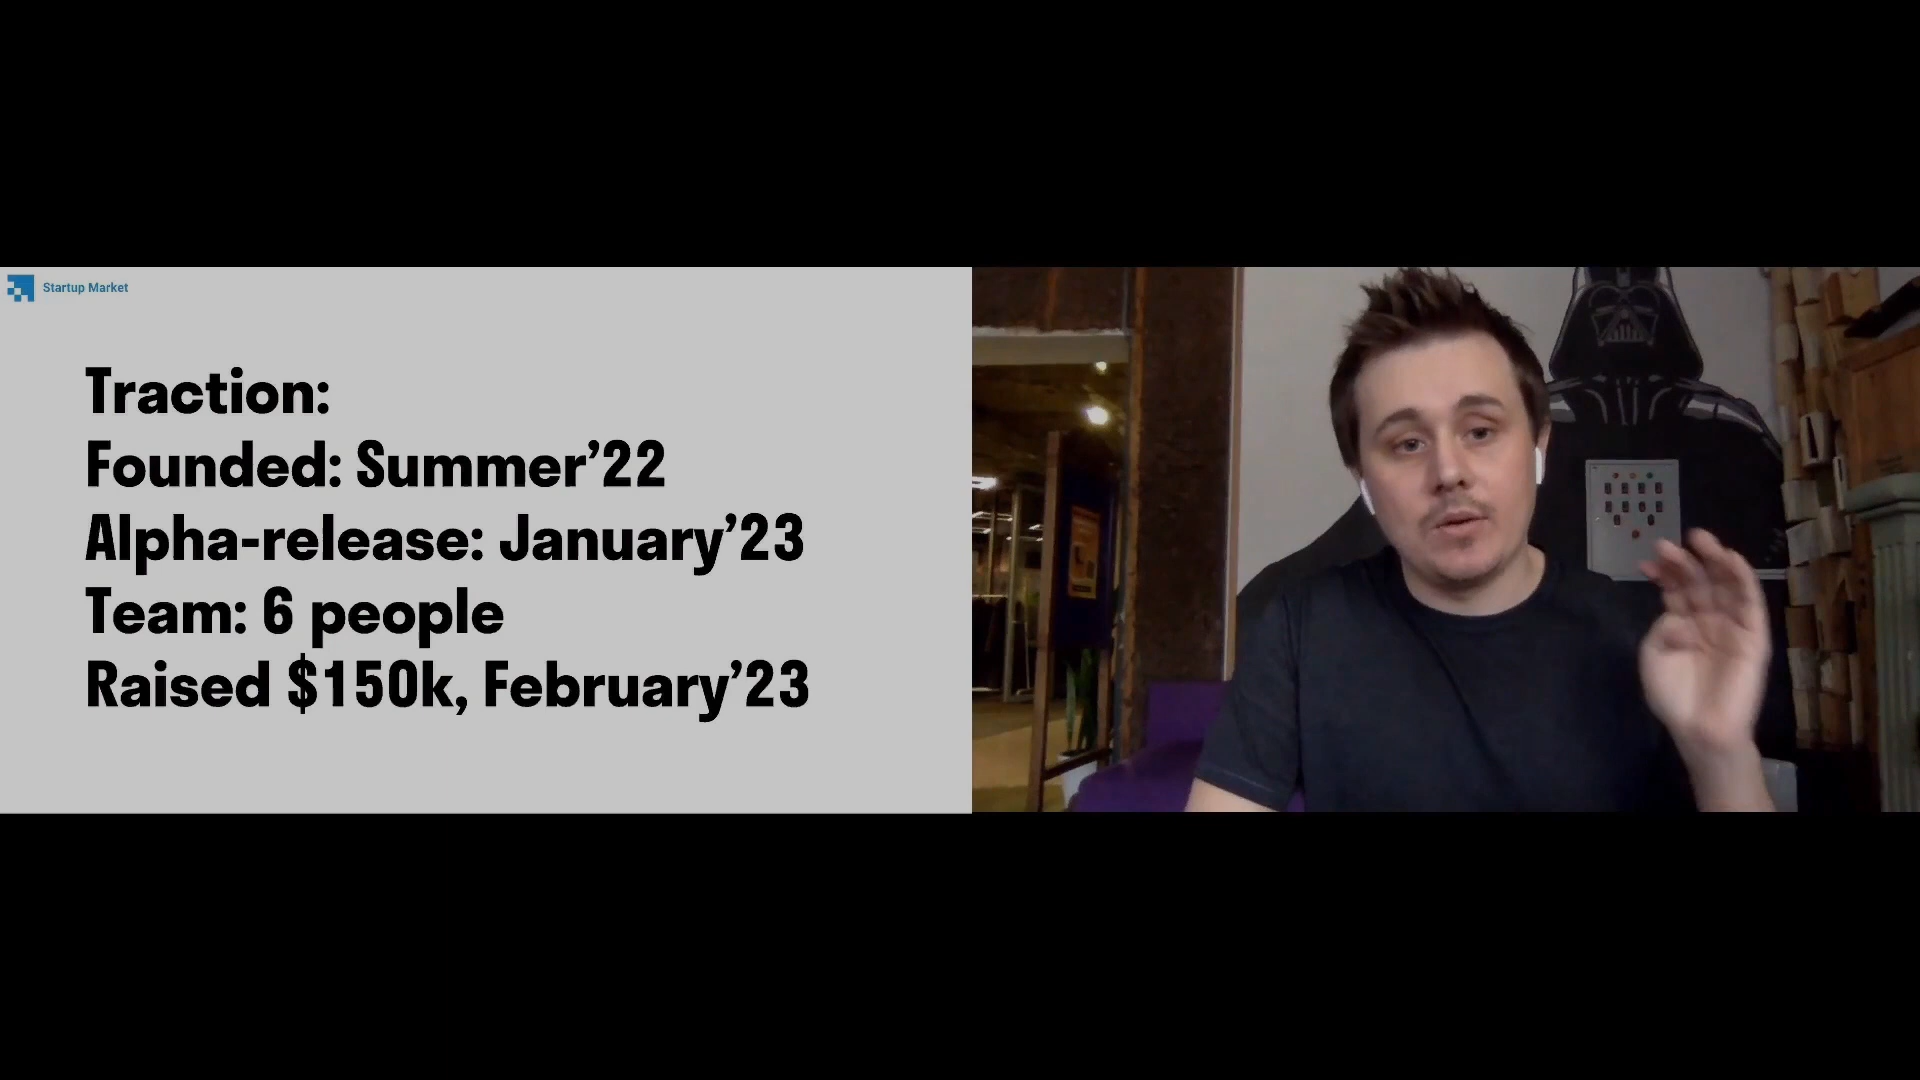 Startup Market
Traction:
Founded: Summer’22
Alpha-release: January’23
Team: 6 people
Raised $150k, February’23